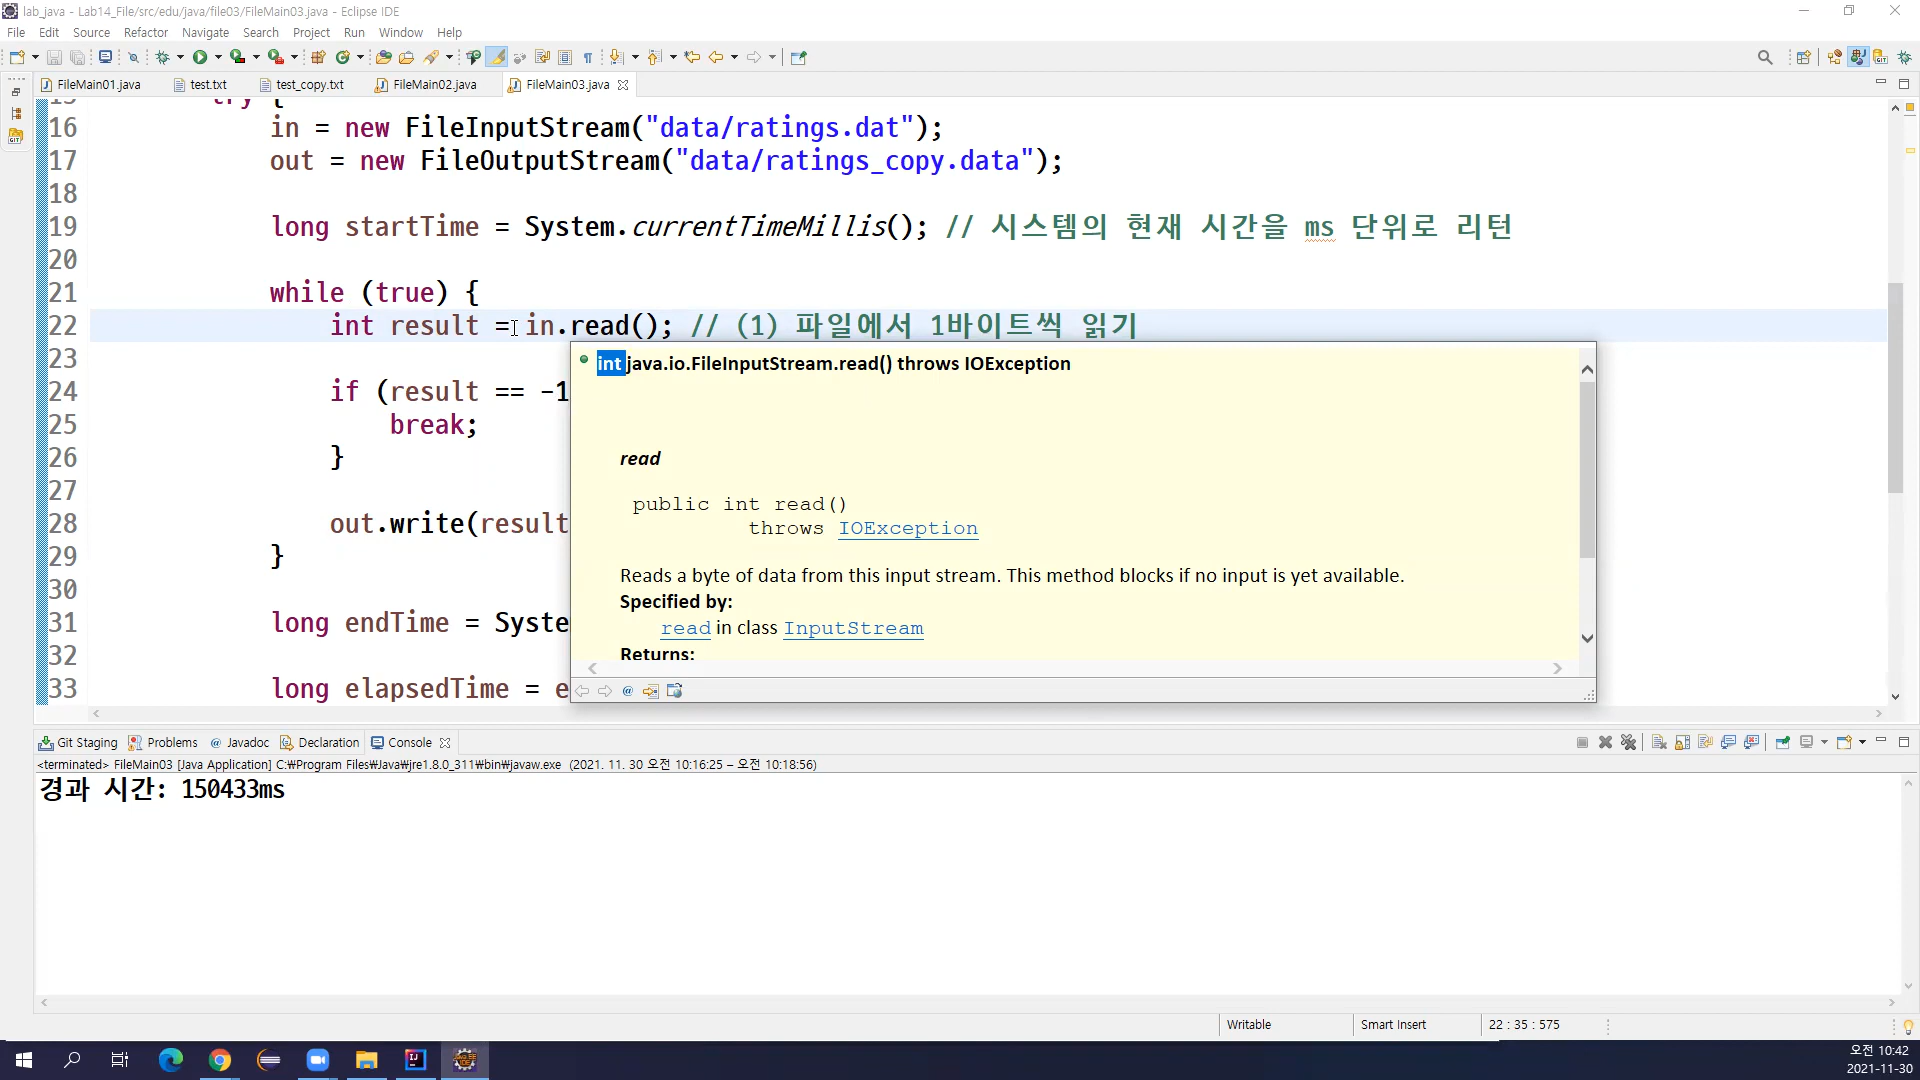 lab_java - Lab14_File/src/edu/java/file03/FileMain03.java - Eclipse IDE
File Edit Source Refactor Navigate Search Project Run Window Help
FileMain01.java test.txt test_copy.txt FileMain02.java FileMain03.java
15 try {
16 in = new FileInputStream("data/ratings.dat");
17 out = new FileOutputStream("data/ratings_copy.data");
18
19 long startTime = System.currentTimeMillis(); // 시스템의 현재 시간을 ms 단위로 리턴
20
21 while (true) {
22 int result = in.read(); // (1) 파일에서 1바이트씩 읽기
23
24 if (result == -1
25 break;
26 }
27
28 out.write(result
29 }
30
31 long endTime = Syste
32
33 long elapsedTime = e
int java.io.FileInputStream.read() throws IOException
read
public int read()
throws IOException
Reads a byte of data from this input stream. This method blocks if no input is yet available.
Specified by:
read in class InputStream
Returns:
Git Staging Problems @ Javadoc Declaration Console
<terminated> FileMain03 [Java Application] C:₩Program Files₩Java₩jre1.8.0_311₩bin₩javaw.exe (2021. 11. 30 오전 10:16:25 – 오전 10:18:56)
경과 시간: 150433ms
Writable Smart Insert 22 : 35 : 575
오전 10:42
2021-11-30